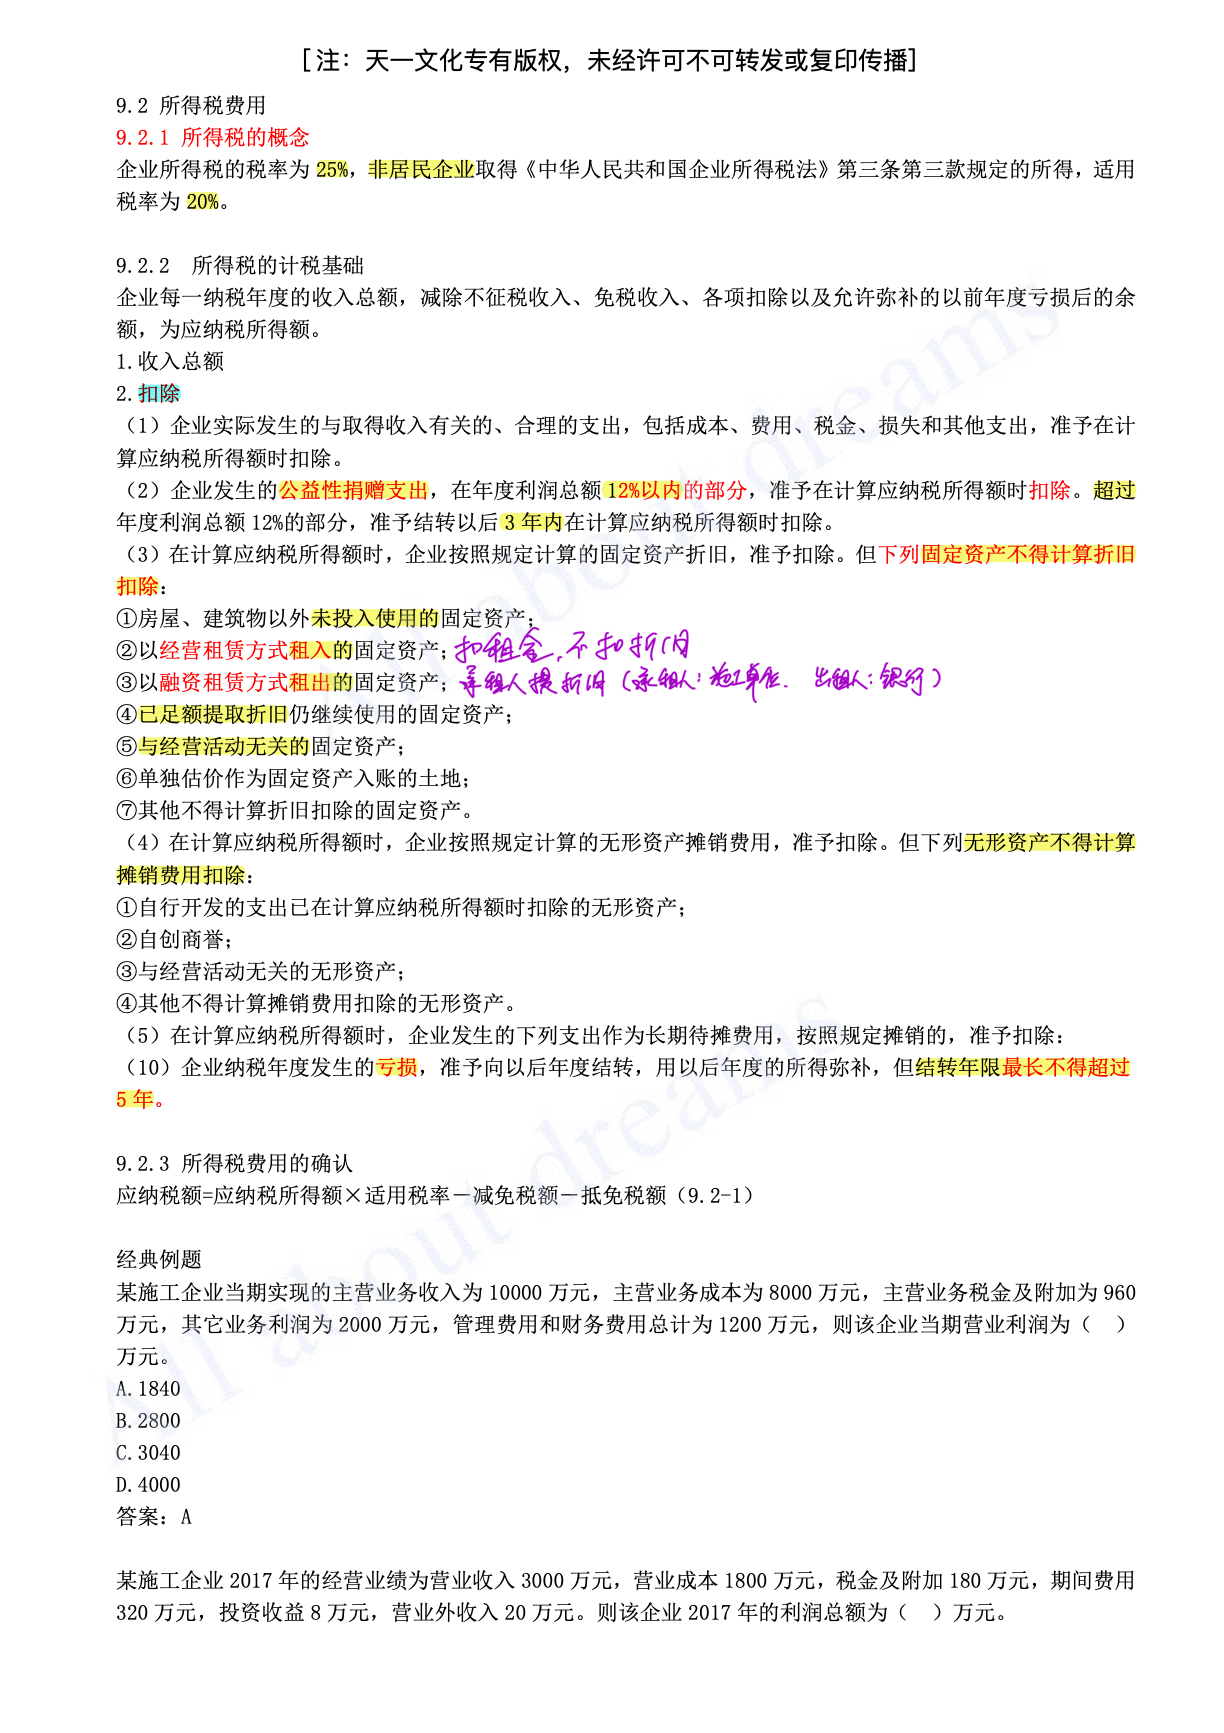 [注：天一文化专有版权，未经许可不可转发或复印传播]
9.2 所得税费用
9.2.1 所得税的概念
企业所得税的税率为 25%，非居民企业取得《中华人民共和国企业所得税法》第三条第三款规定的所得，适用
税率为 20%。
9.2.2 所得税的计税基础
企业每一纳税年度的收入总额，减除不征税收入、免税收入、各项扣除以及允许弥补的以前年度亏损后的余
额，为应纳税所得额。
1.收入总额
2.扣除
（1）企业实际发生的与取得收入有关的、合理的支出，包括成本、费用、税金、损失和其他支出，准予在计
算应纳税所得额时扣除。
（2）企业发生的公益性捐赠支出，在年度利润总额 12%以内的部分，准予在计算应纳税所得额时扣除。超过
年度利润总额 12%的部分，准予结转以后 3 年内在计算应纳税所得额时扣除。
（3）在计算应纳税所得额时，企业按照规定计算的固定资产折旧，准予扣除。但下列固定资产不得计算折旧
扣除：
①房屋、建筑物以外未投入使用的固定资产；
②以经营租赁方式租入的固定资产；扣租金，不扣折旧
③以融资租赁方式租出的固定资产；承租人提折旧（承租人：施工单位． 出租人：银行）
④已足额提取折旧仍继续使用的固定资产；
⑤与经营活动无关的固定资产；
⑥单独估价作为固定资产入账的土地；
⑦其他不得计算折旧扣除的固定资产。
（4）在计算应纳税所得额时，企业按照规定计算的无形资产摊销费用，准予扣除。但下列无形资产不得计算
摊销费用扣除：
①自行开发的支出已在计算应纳税所得额时扣除的无形资产；
②自创商誉；
③与经营活动无关的无形资产；
④其他不得计算摊销费用扣除的无形资产。
（5）在计算应纳税所得额时，企业发生的下列支出作为长期待摊费用，按照规定摊销的，准予扣除：
（10）企业纳税年度发生的亏损，准予向以后年度结转，用以后年度的所得弥补，但结转年限最长不得超过
5 年。
9.2.3 所得税费用的确认
应纳税额=应纳税所得额×适用税率－减免税额－抵免税额（9.2-1）
经典例题
某施工企业当期实现的主营业务收入为 10000 万元，主营业务成本为 8000 万元，主营业务税金及附加为 960
万元，其它业务利润为 2000 万元，管理费用和财务费用总计为 1200 万元，则该企业当期营业利润为（ ）
万元。
A.1840
B.2800
C.3040
D.4000
答案：A
某施工企业 2017 年的经营业绩为营业收入 3000 万元，营业成本 1800 万元，税金及附加 180 万元，期间费用
320 万元，投资收益 8 万元，营业外收入 20 万元。则该企业 2017 年的利润总额为（ ）万元。
All about dreams
All about dreams